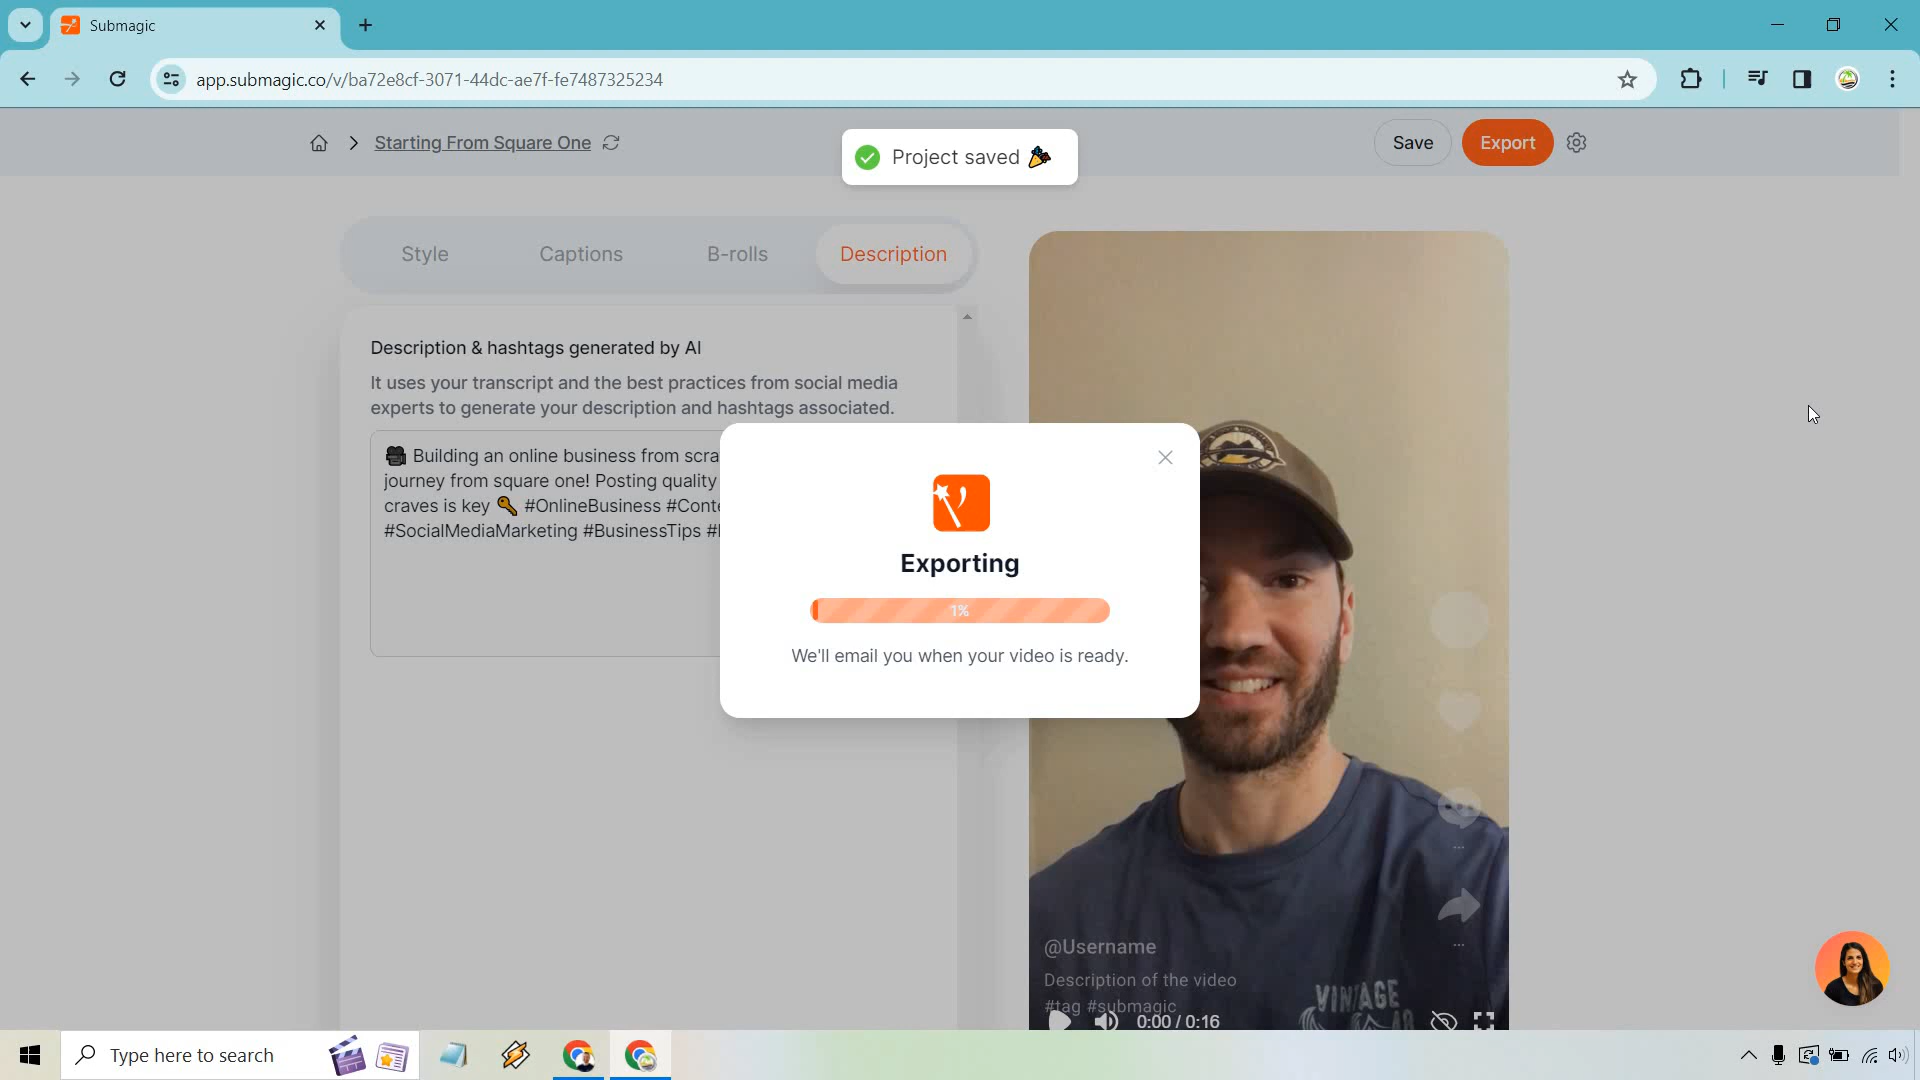 Submagic
app.submagic.co/v/ba72e8cf-3071-44dc-ae7f-fe7487325234
Starting From Square One
Project saved 🎉
Save
Export
Style
Captions
B-rolls
Description
Description & hashtags generated by AI
It uses your transcript and the best practices from social media
experts to generate your description and hashtags associated.
🎥 Building an online business from scra
journey from square one! Posting quality
craves is key 🔑 #OnlineBusiness #Conte
#SocialMediaMarketing #BusinessTips #
Exporting
1%
We'll email you when your video is ready.
@Username
Description of the video
#tag #submagic
VINTAGE
0:00 / 0:16
Type here to search